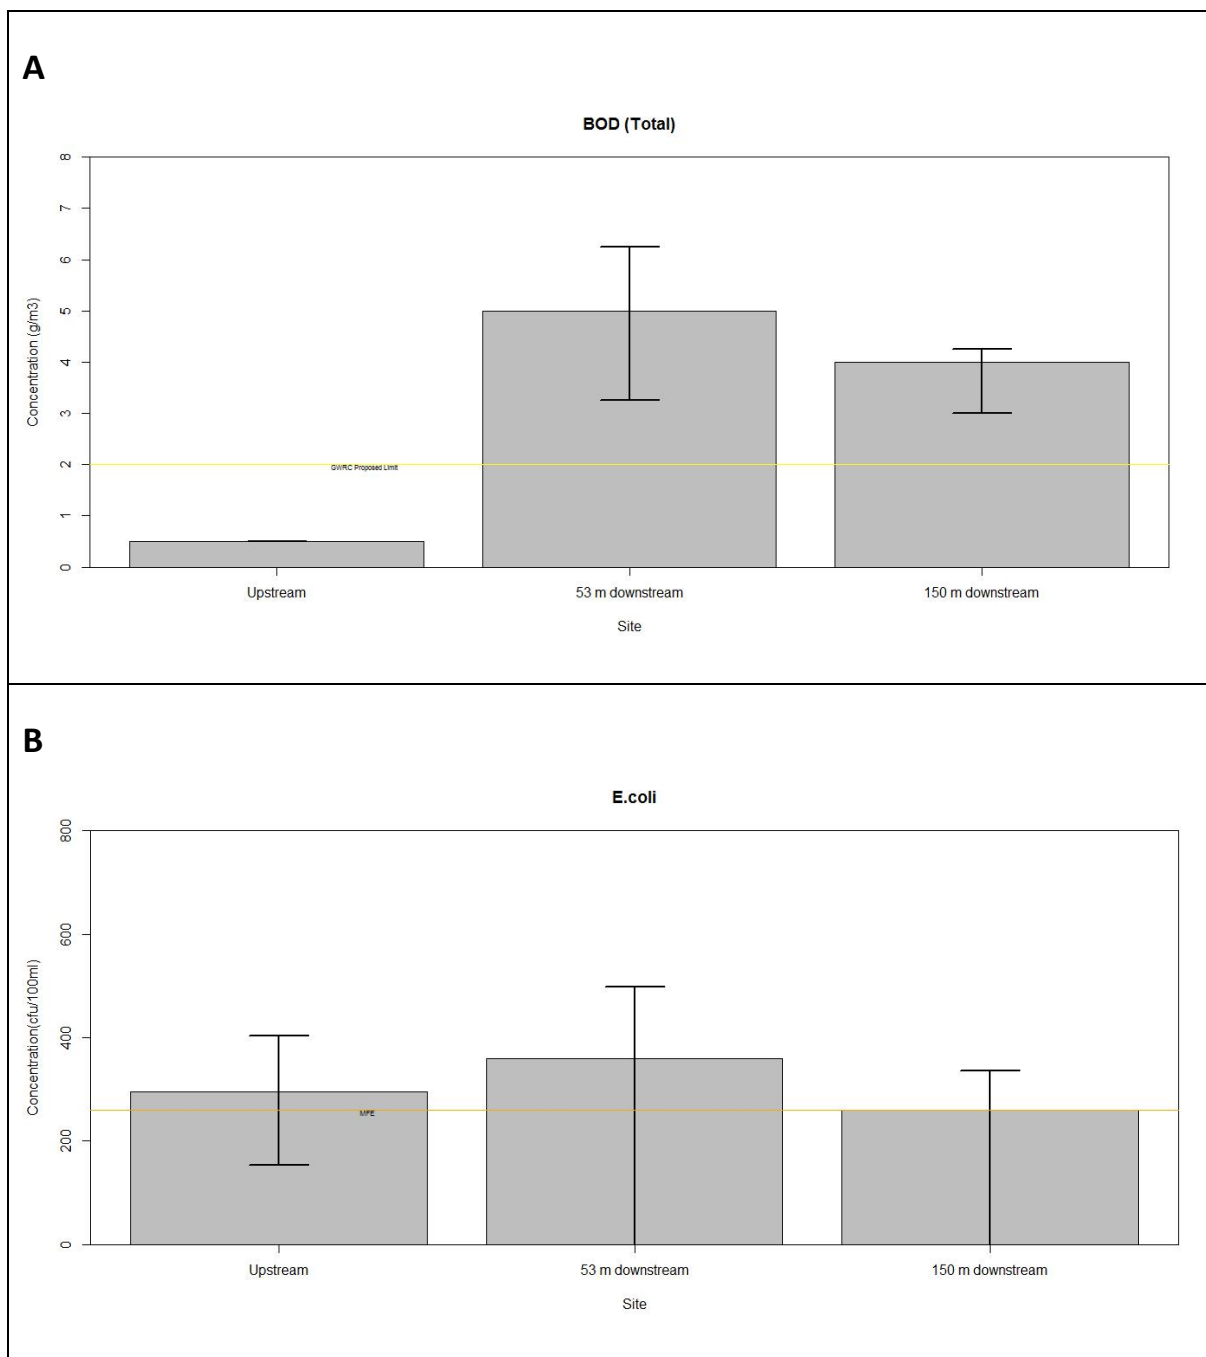 A
BOD (Total)
Concentration (g/m3)
8
7
6
5
4
3
2
1
0
GWRC Proposed Limit
Upstream
53 m downstream
150 m downstream
Site
B
E.coli
Concentration(cfu/100ml)
800
600
400
200
0
MFE
Upstream
53 m downstream
150 m downstream
Site